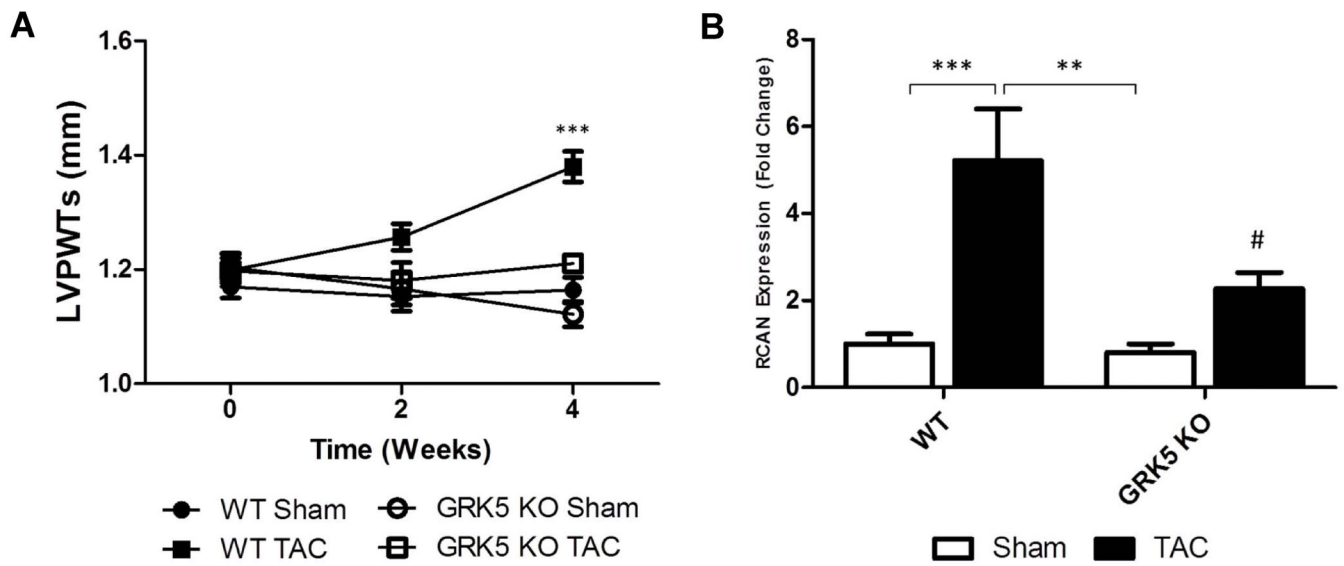 A
LVPWTs (mm)
1.6
1.4
1.2
1.0
***
0 2 4
Time (Weeks)
WT Sham GRK5 KO Sham
WT TAC GRK5 KO TAC
B
RCAN Expression (Fold Change)
8
6
4
2
0
*** **
#
WT GRK5 KO
Sham TAC